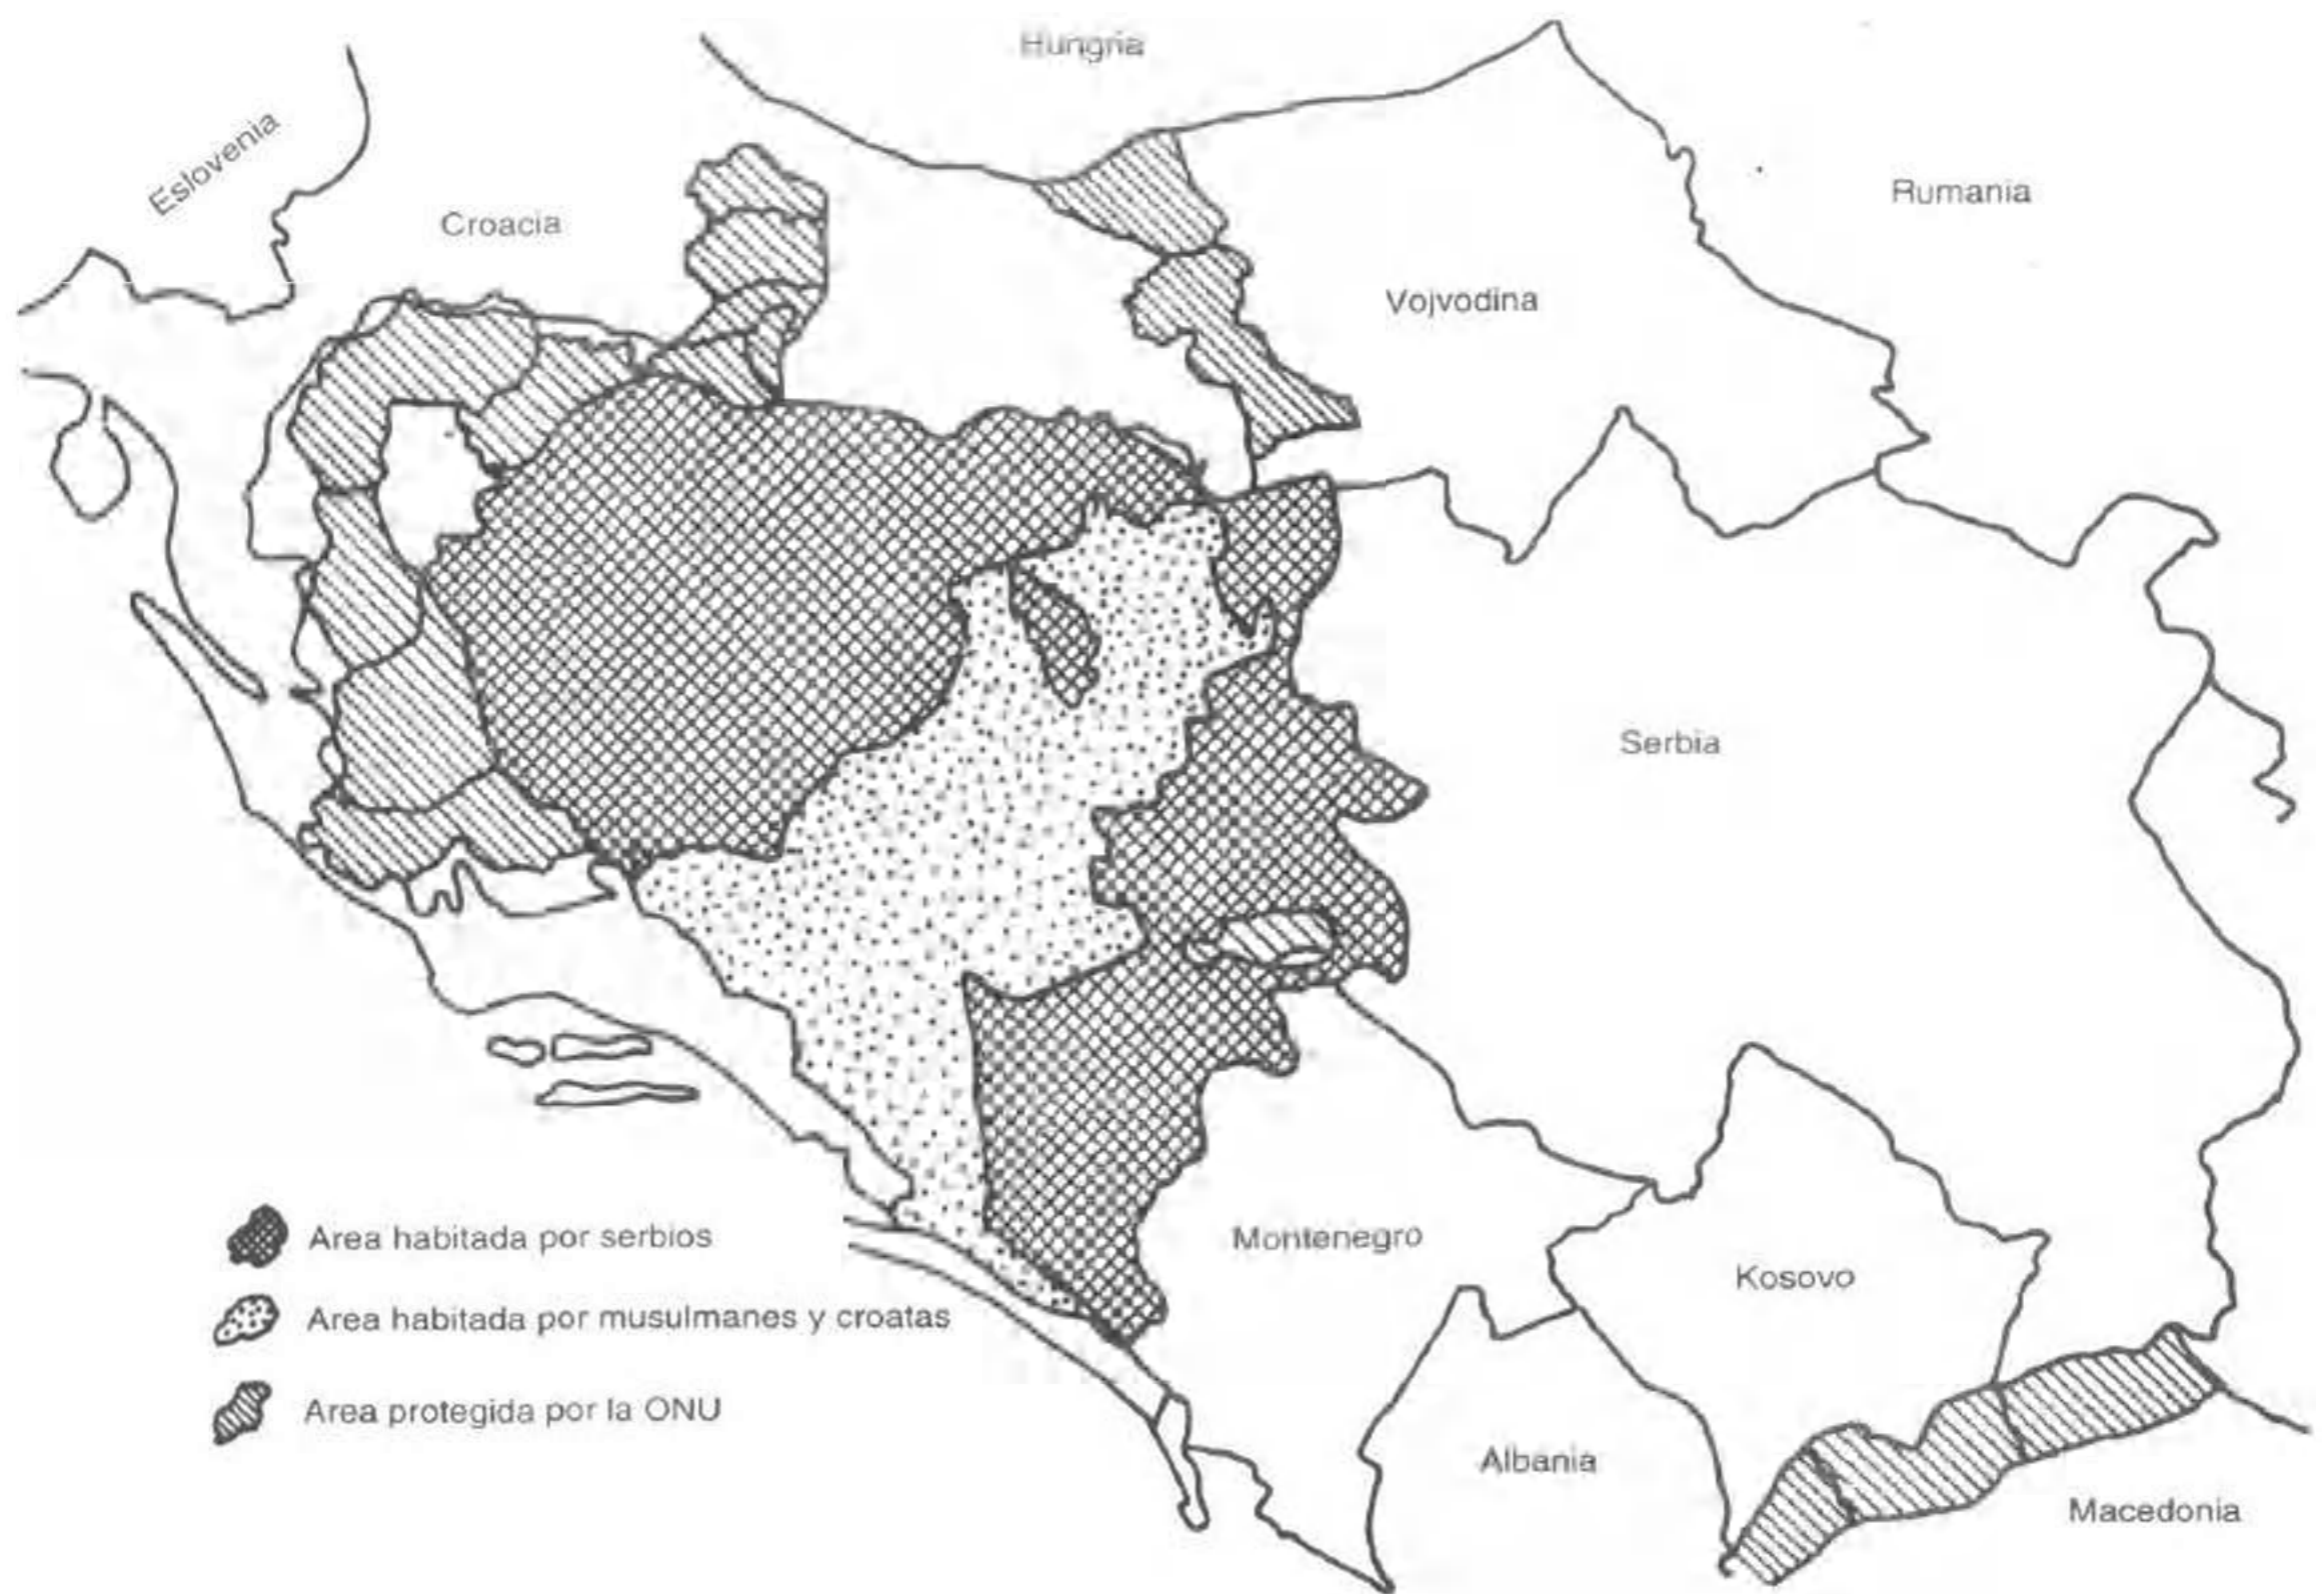 Hungría
Eslovenia
Croacia
Rumania
Vojvodina
Serbia
Area habitada por serbios
Area habitada por musulmanes y croatas
Area protegida por la ONU
Montenegro
Kosovo
Albania
Macedonia